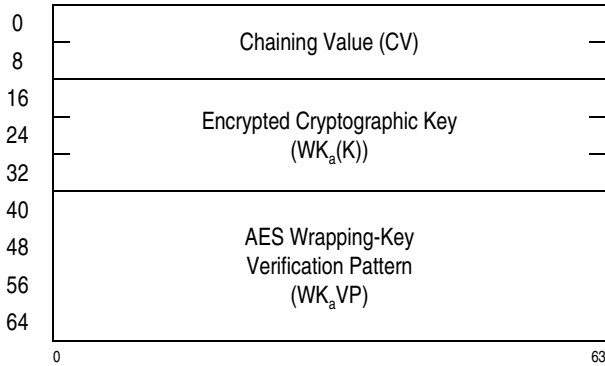 0
Chaining Value (CV)
8
16
Encrypted Cryptographic Key
24
(WKₐ(K))
32
40
AES Wrapping-Key
48
Verification Pattern
56
(WKₐVP)
64
0 63